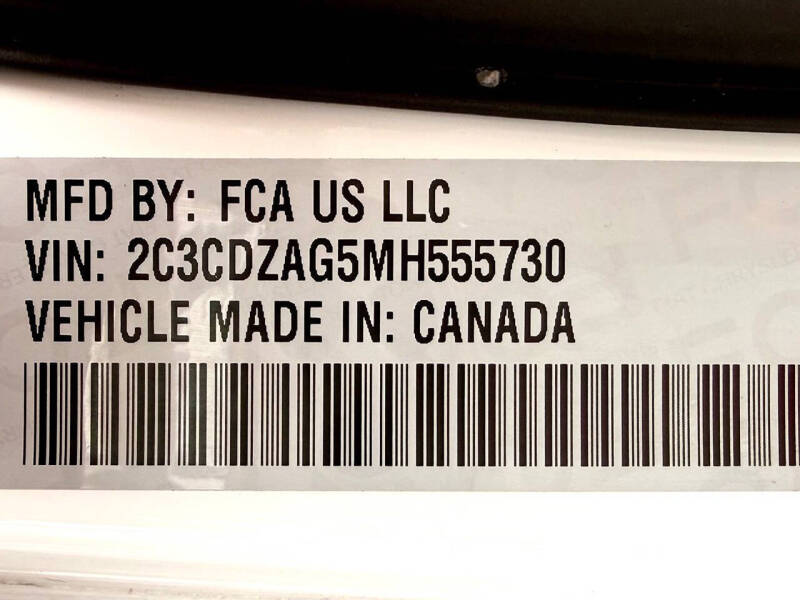 MFD BY: FCA US LLC
VIN: 2C3CDZAG5MH555730
VEHICLE MADE IN: CANADA